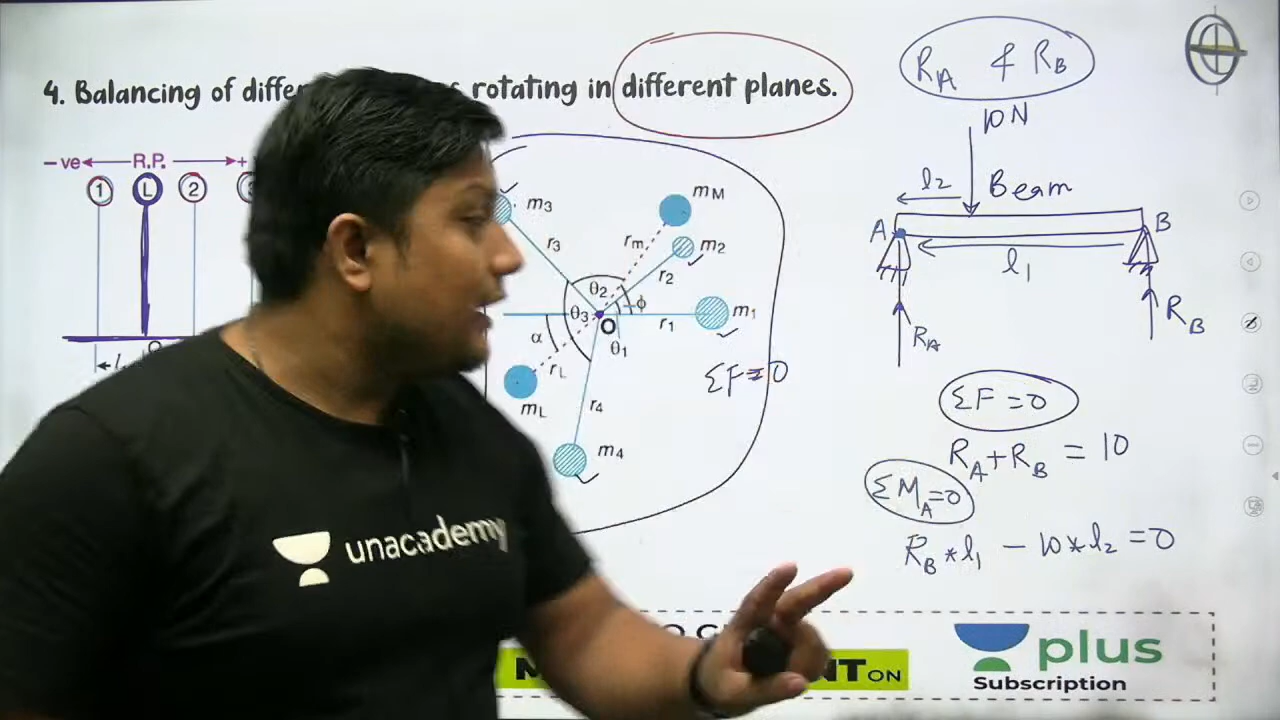 4. Balancing of rotating in different planes.
-ve R.P. +
1 L 2
m3
mM
r3
rm
m2
θ2
r2
ϕ
θ3
O
r1
m1
α
θ1
rL
mL
r4
m4
ΣF=0
RA & RB
10N
l2
Beam
A
B
l1
RA
RB
ΣF=0
RA+RB = 10
ΣMA=0
RB*l1 - 10*l2 = 0
unacademy
ON
plus
Subscription